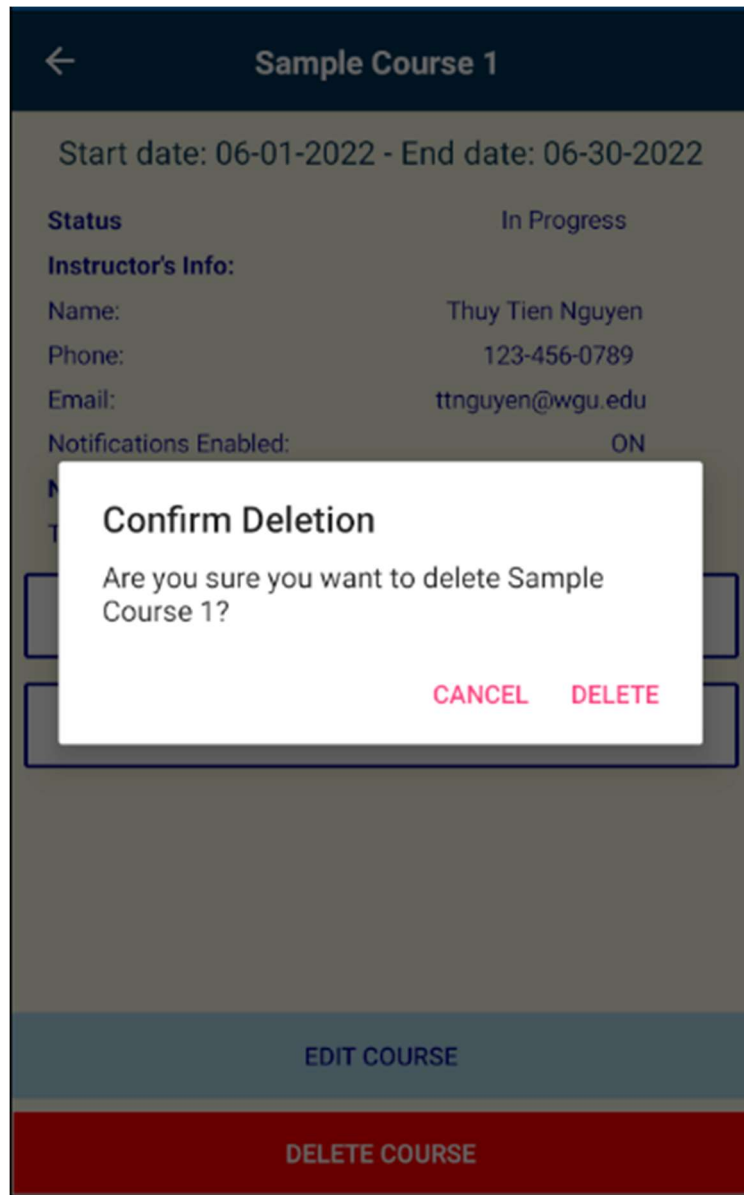 Sample Course 1
Start date: 06-01-2022 - End date: 06-30-2022
Status In Progress
Instructor's Info:
Name: Thuy Tien Nguyen
Phone: 123-456-0789
Email: ttnguyen@wgu.edu
Notifications Enabled: ON
Confirm Deletion
Are you sure you want to delete Sample
Course 1?
CANCEL DELETE
EDIT COURSE
DELETE COURSE